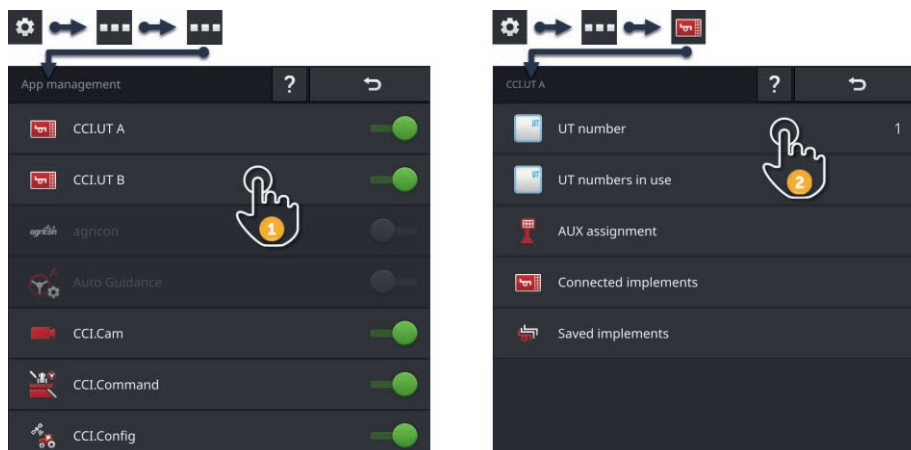 App management
?
CCI.UT A
CCI.UT B
1
agricon agricon
Auto Guidance
CCI.Cam
CCI.Command
CCI.Config
CCI.UT A
?
UT UT number 1
2
UT UT numbers in use
AUX assignment
Connected implements
Saved implements